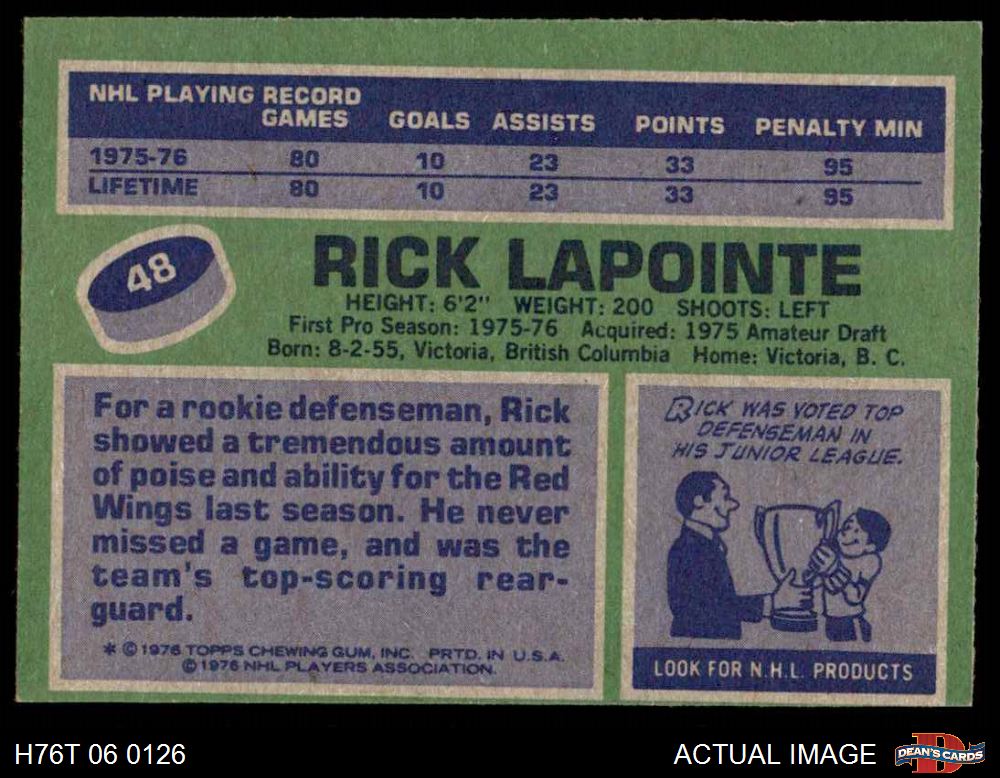 NHL PLAYING RECORD
GAMES GOALS ASSISTS POINTS PENALTY MIN
1975-76 80 10 23 33 95
LIFETIME 80 10 23 33 95
48
RICK LAPOINTE
HEIGHT: 6'2" WEIGHT: 200 SHOOTS: LEFT
First Pro Season: 1975-76 Acquired: 1975 Amateur Draft
Born: 8-2-55, Victoria, British Columbia Home: Victoria, B. C.
For a rookie defenseman, Rick
showed a tremendous amount
of poise and ability for the Red
Wings last season. He never
missed a game, and was the
team's top-scoring rear-
guard.
* © 1976 TOPPS CHEWING GUM, INC. PRTD. IN U.S.A.
© 1976 NHL PLAYERS ASSOCIATION.
RICK WAS VOTED TOP
DEFENSEMAN IN
HIS JUNIOR LEAGUE.
LOOK FOR N.H.L. PRODUCTS
H76T 06 0126
ACTUAL IMAGE
D
DEAN'S CARDS